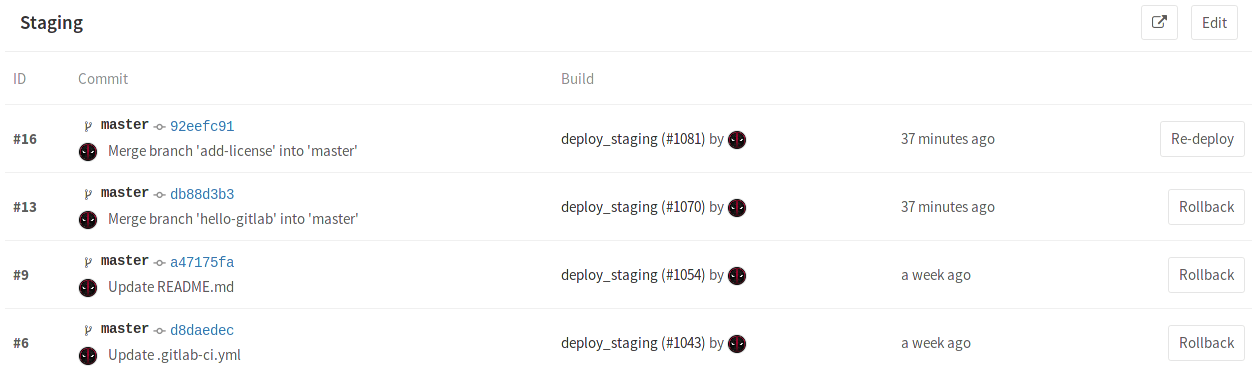 Staging
Edit
ID Commit Build
master 92eefc91
#16 deploy_staging (#1081) by 37 minutes ago Re-deploy
Merge branch 'add-license' into 'master'
master db88d3b3
#13 deploy_staging (#1070) by 37 minutes ago Rollback
Merge branch 'hello-gitlab' into 'master'
master a47175fa
#9 deploy_staging (#1054) by a week ago Rollback
Update README.md
master d8daedec
#6 deploy_staging (#1043) by a week ago Rollback
Update .gitlab-ci.yml